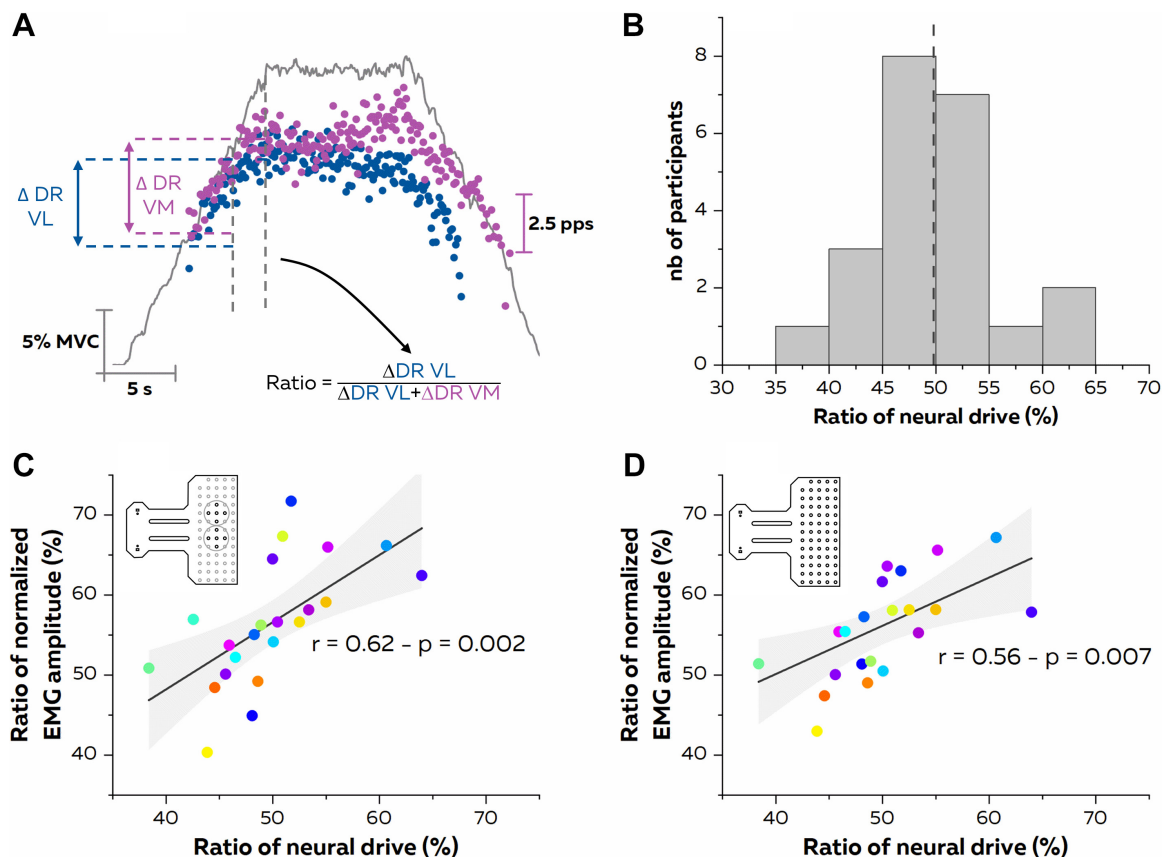 A
Δ DR
VL
Δ DR
VM
2.5 pps
5% MVC
5 s
Ratio = ΔDR VL
ΔDR VL+ΔDR VM
B
nb of participants
8
6
4
2
0
30 35 40 45 50 55 60 65 70
Ratio of neural drive (%)
C
Ratio of normalized
EMG amplitude (%)
70
60
50
40
r = 0.62 – p = 0.002
40 50 60 70
Ratio of neural drive (%)
D
Ratio of normalized
EMG amplitude (%)
70
60
50
40
r = 0.56 – p = 0.007
40 50 60 70
Ratio of neural drive (%)